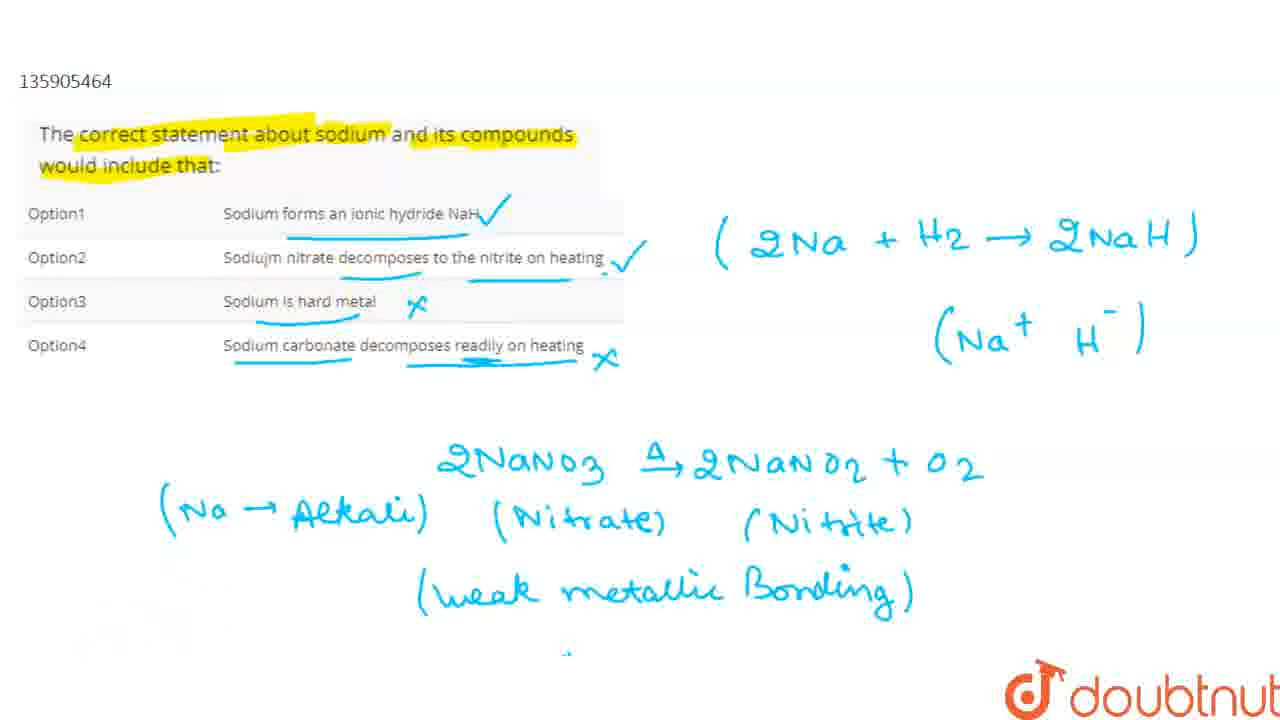 135905464
The correct statement about sodium and its compounds
would include that:
Option1 Sodium forms an ionic hydride NaH
Option2 Sodiujm nitrate decomposes to the nitrite on heating
Option3 Sodium is hard metal
Option4 Sodium carbonate decomposes readily on heating
(2Na + H2 → 2NaH)
(Na+ H-)
2NaNO3 Δ→ 2NaNO2 + O2
(Na → Alkali) (Nitrate) (Nitrite)
(weak metallic Bonding)
doubtnut